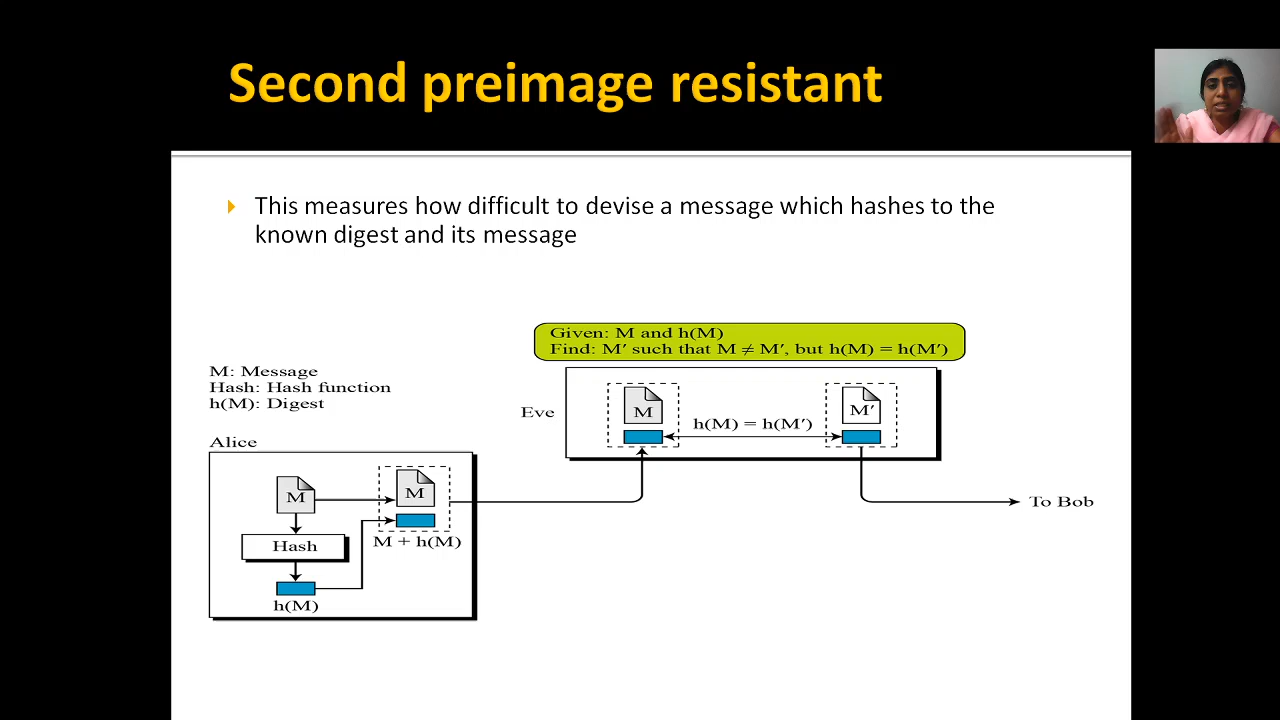 Second preimage resistant
This measures how difficult to devise a message which hashes to the
known digest and its message
Given: M and h(M)
Find: M′ such that M ≠ M′, but h(M) = h(M′)
M: Message
Hash: Hash function
h(M): Digest
Eve
M
M′
h(M) = h(M′)
Alice
M
M
Hash
M + h(M)
h(M)
To Bob